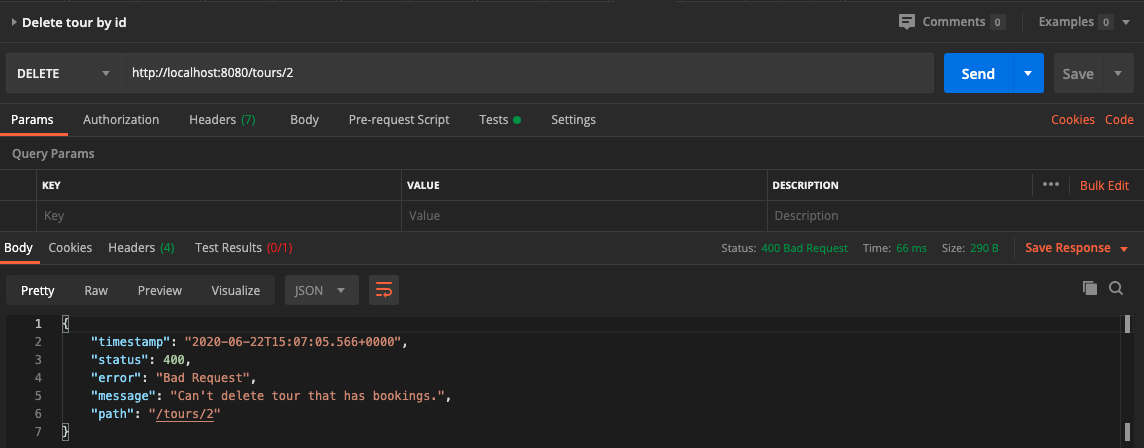 Delete tour by id Comments 0 Examples 0
DELETE http://localhost:8080/tours/2 Send Save
Params Authorization Headers (7) Body Pre-request Script Tests Settings Cookies Code
Query Params
KEY VALUE DESCRIPTION ••• Bulk Edit
Key Value Description
Body Cookies Headers (4) Test Results (0/1) Status: 400 Bad Request Time: 66 ms Size: 290 B Save Response
Pretty Raw Preview Visualize JSON
1 {
2 "timestamp": "2020-06-22T15:07:05.566+0000",
3 "status": 400,
4 "error": "Bad Request",
5 "message": "Can't delete tour that has bookings.",
6 "path": "/tours/2"
7 }